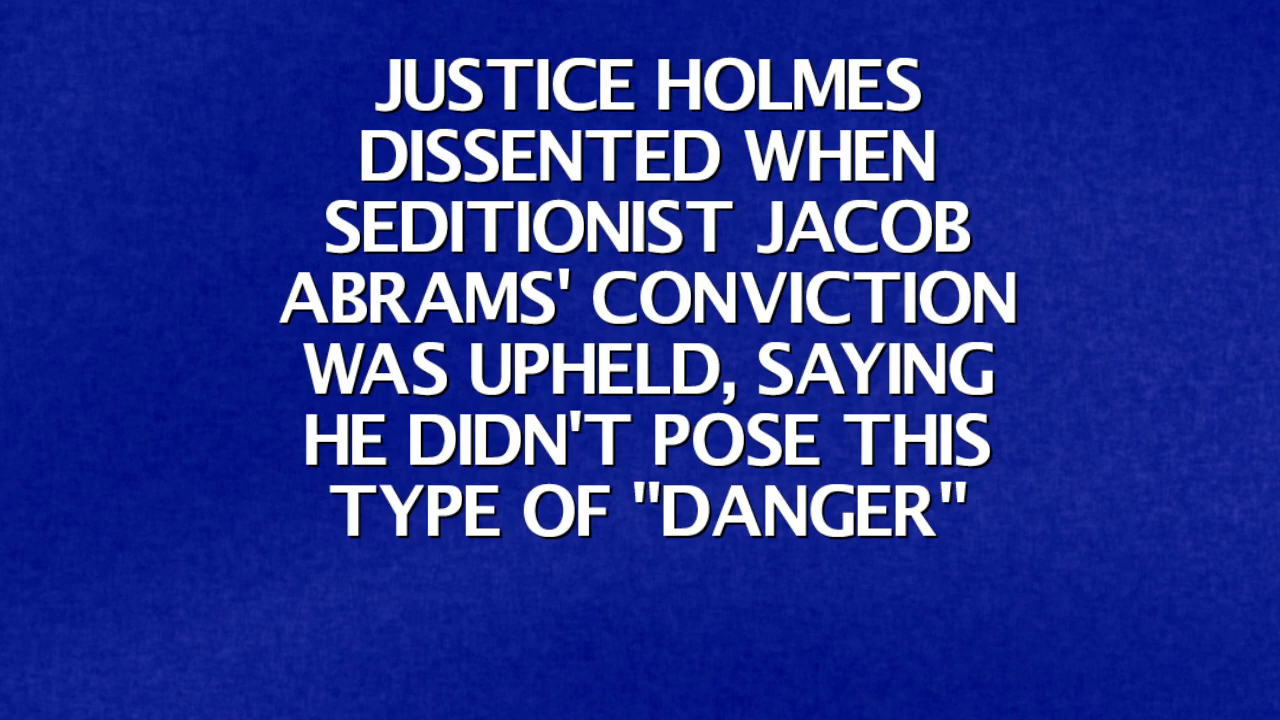 JUSTICE HOLMES
DISSENTED WHEN
SEDITIONIST JACOB
ABRAMS' CONVICTION
WAS UPHELD, SAYING
HE DIDN'T POSE THIS
TYPE OF "DANGER"